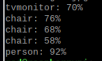 tvmonitor: 70%
chair: 76%
chair: 68%
chair: 58%
person: 92%